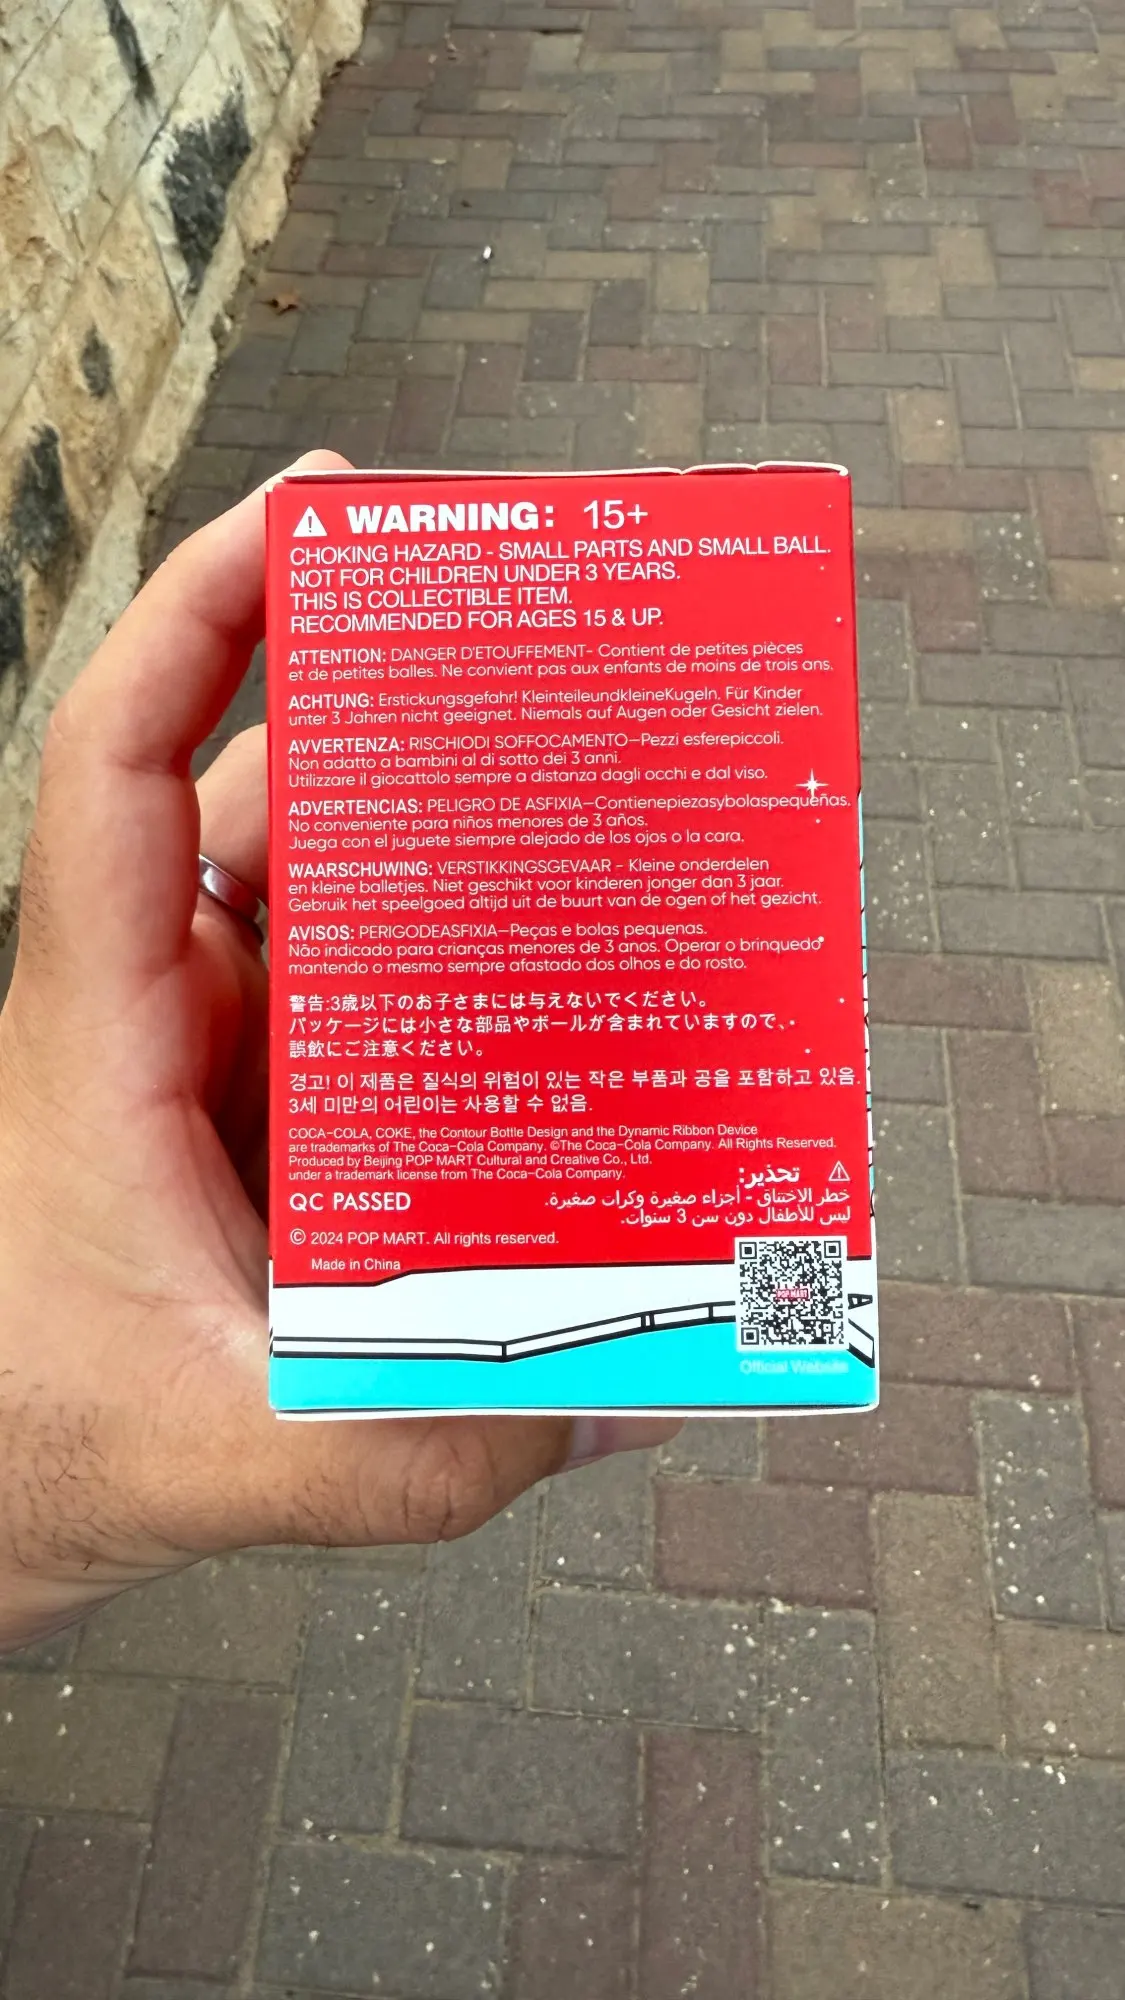 WARNING: 15+
CHOKING HAZARD - SMALL PARTS AND SMALL BALL.
NOT FOR CHILDREN UNDER 3 YEARS.
THIS IS COLLECTIBLE ITEM.
RECOMMENDED FOR AGES 15 & UP.
ATTENTION: DANGER D'ETOUFFEMENT- Contient de petites pièces
et de petites balles. Ne convient pas aux enfants de moins de trois ans.
ACHTUNG: Erstickungsgefahr! KleinteileundkleineKugeln. Für Kinder
unter 3 Jahren nicht geeignet. Niemals auf Augen oder Gesicht zielen.
AVVERTENZA: RISCHIODI SOFFOCAMENTO—Pezzi esferepiccoli.
Non adatto a bambini al di sotto dei 3 anni.
Utilizzare il giocattolo sempre a distanza dagli occhi e dal viso.
ADVERTENCIAS: PELIGRO DE ASFIXIA—Contienepiezasybolaspequeñas.
No conveniente para niños menores de 3 años.
Juega con el juguete siempre alejado de los ojos o la cara.
WAARSCHUWING: VERSTIKKINGSGEVAAR - Kleine onderdelen
en kleine balletjes. Niet geschikt voor kinderen jonger dan 3 jaar.
Gebruik het speelgoed altijd uit de buurt van de ogen of het gezicht.
AVISOS: PERIGODEASFIXIA—Peças e bolas pequenas.
Não indicado para crianças menores de 3 anos. Operar o brinquedo
mantendo o mesmo sempre afastado dos olhos e do rosto.
警告:3歳以下のお子さまには与えないでください。
パッケージには小さな部品やボールが含まれていますので、
誤飲にご注意ください。
경고! 이 제품은 질식의 위험이 있는 작은 부품과 공을 포함하고 있음.
3세 미만의 어린이는 사용할 수 없음.
COCA-COLA, COKE, the Contour Bottle Design and the Dynamic Ribbon Device
are trademarks of The Coca-Cola Company. ©The Coca-Cola Company. All Rights Reserved.
Produced by Beijing POP MART Cultural and Creative Co., Ltd.
under a trademark license from The Coca-Cola Company.
تحذير:
خطر الاختناق - أجزاء صغيرة وكرات صغيرة.
ليس للأطفال دون سن 3 سنوات.
QC PASSED
© 2024 POP MART. All rights reserved.
Made in China
POP MART
Official Website